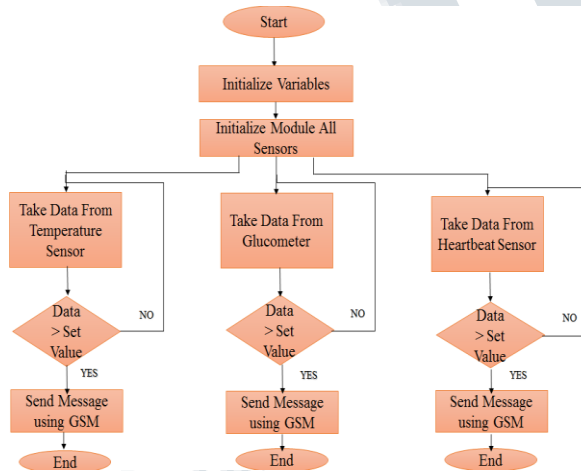 Start
Initialize Variables
Initialize Module All
Sensors
Take Data From
Temperature
Sensor
Data
> Set
Value
NO
YES
Send Message
using GSM
End
Take Data From
Glucometer
Data
> Set
Value
NO
YES
Send Message
using GSM
End
Take Data From
Heartbeat Sensor
Data
> Set
Value
NO
YES
Send Message
using GSM
End